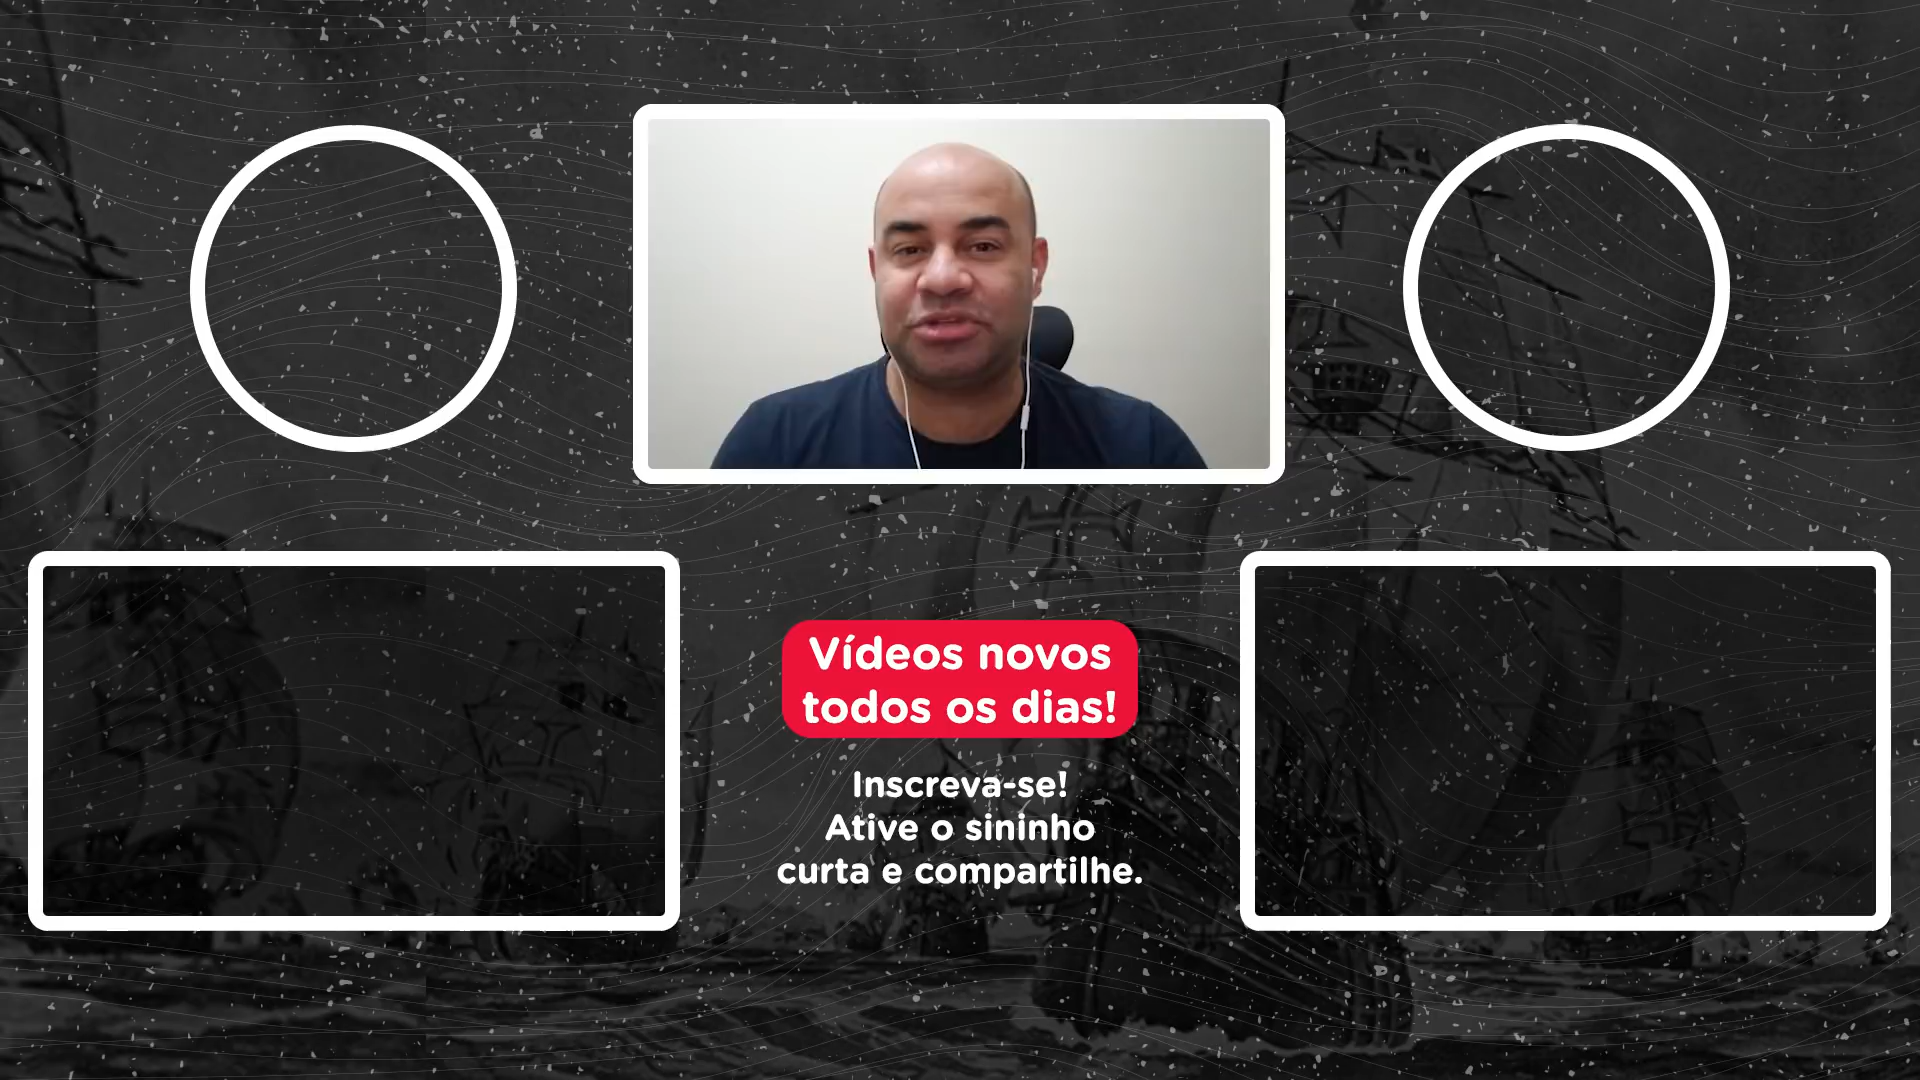 Vídeos novos
todos os dias!
Inscreva-se!
Ative o sininho
curta e compartilhe.